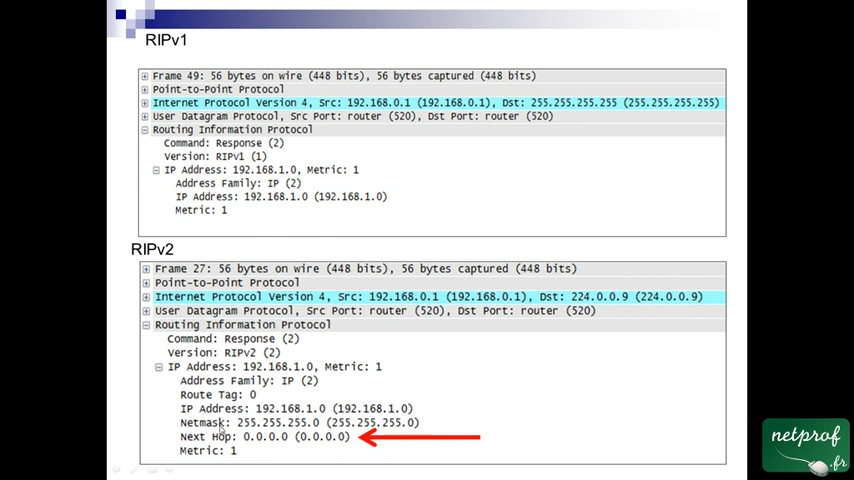 RIPv1
Frame 49: 56 bytes on wire (448 bits), 56 bytes captured (448 bits)
Point-to-Point Protocol
Internet Protocol Version 4, Src: 192.168.0.1 (192.168.0.1), Dst: 255.255.255.255 (255.255.255.255)
User Datagram Protocol, Src Port: router (520), Dst Port: router (520)
Routing Information Protocol
Command: Response (2)
Version: RIPv1 (1)
IP Address: 192.168.1.0, Metric: 1
Address Family: IP (2)
IP Address: 192.168.1.0 (192.168.1.0)
Metric: 1
RIPv2
Frame 27: 56 bytes on wire (448 bits), 56 bytes captured (448 bits)
Point-to-Point Protocol
Internet Protocol Version 4, Src: 192.168.0.1 (192.168.0.1), Dst: 224.0.0.9 (224.0.0.9)
User Datagram Protocol, Src Port: router (520), Dst Port: router (520)
Routing Information Protocol
Command: Response (2)
Version: RIPv2 (2)
IP Address: 192.168.1.0, Metric: 1
Address Family: IP (2)
Route Tag: 0
IP Address: 192.168.1.0 (192.168.1.0)
Netmask: 255.255.255.0 (255.255.255.0)
Next Hop: 0.0.0.0 (0.0.0.0)
Metric: 1
netprof
.fr